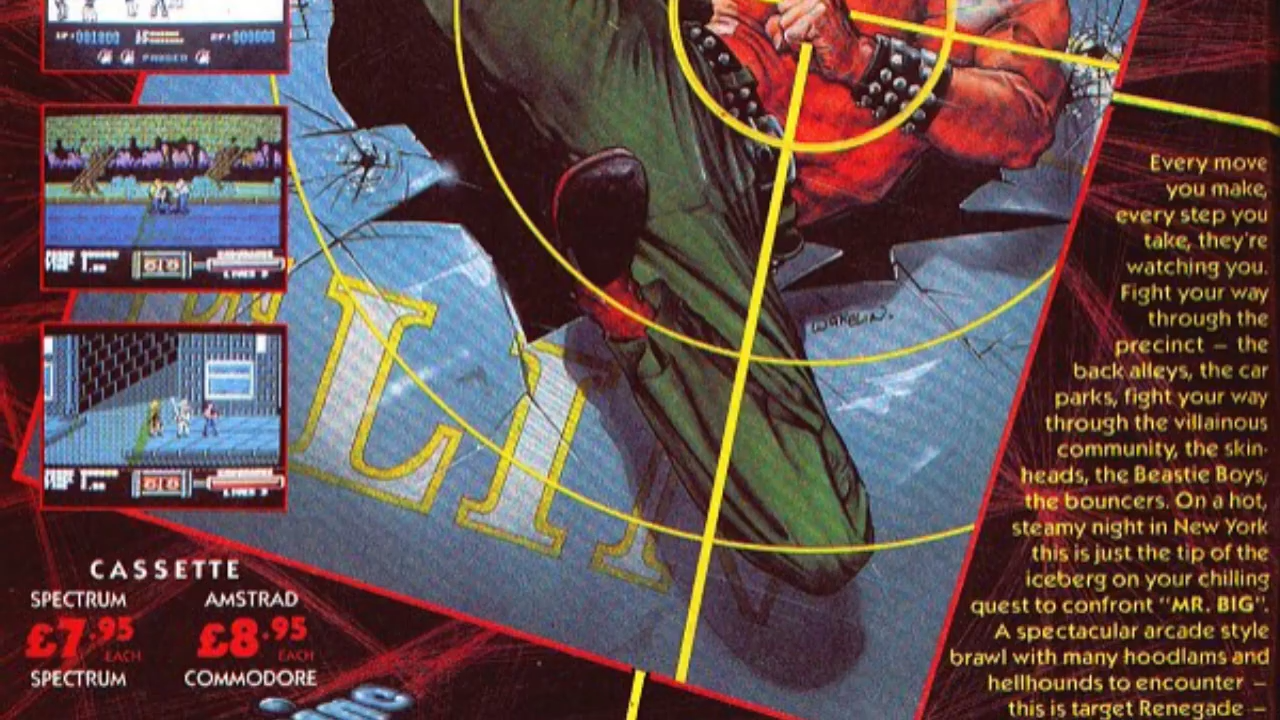 PAUSED
LIN
WAKELIN.
CASSETTE
SPECTRUM AMSTRAD
£7.95 EACH £8.95 EACH
SPECTRUM COMMODORE
Every move
you make,
every step you
take, they're
watching you.
Fight your way
through the
precinct – the
back alleys, the car
parks, fight your way
through the villainous
community, the skin-
heads, the Beastie Boys,
the bouncers. On a hot,
steamy night in New York
this is just the tip of the
iceberg on your chilling
quest to confront "MR. BIG".
A spectacular arcade style
brawl with many hoodlams and
hellhounds to encounter –
this is target Renegade –